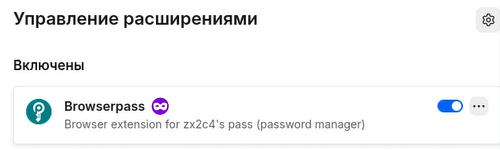 Управление расширениями
Включены
Browserpass
Browser extension for zx2c4's pass (password manager)